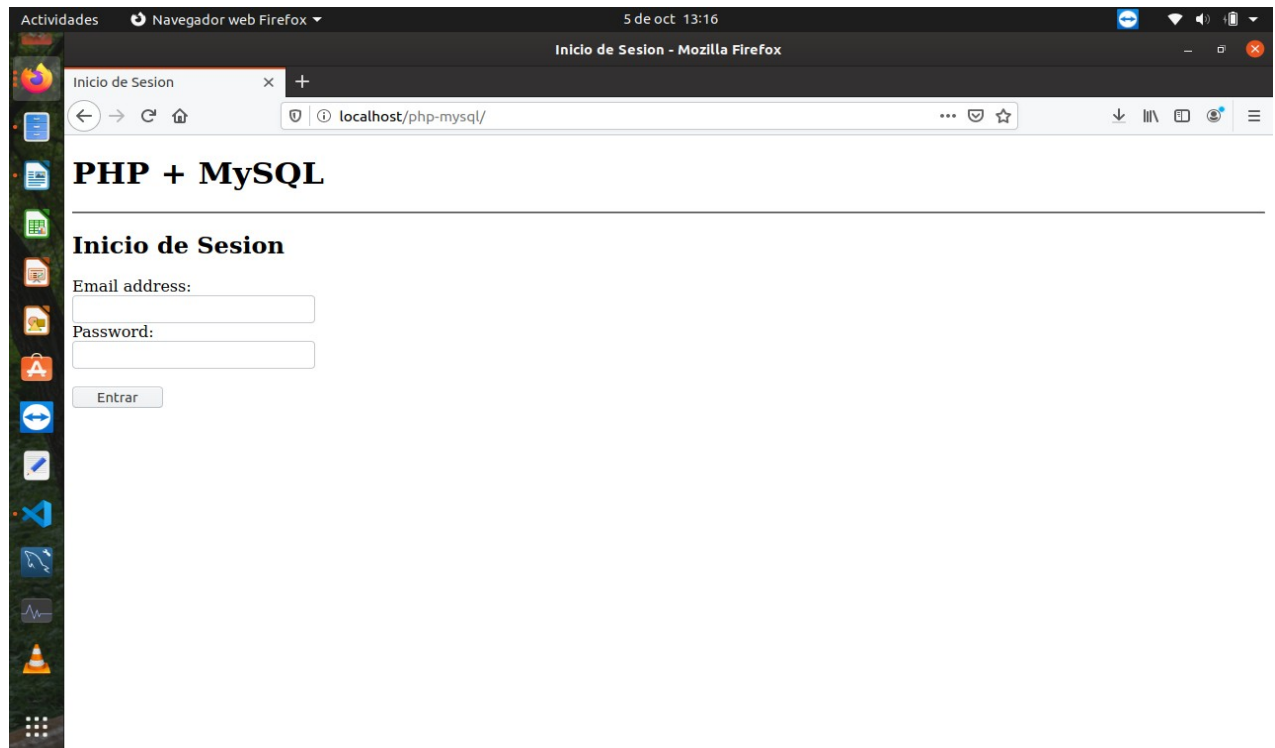 Actividades Navegador web Firefox 5 de oct 13:16
Inicio de Sesion - Mozilla Firefox
Inicio de Sesion
localhost/php-mysql/
PHP + MySQL
Inicio de Sesion
Email address:
Password:
Entrar